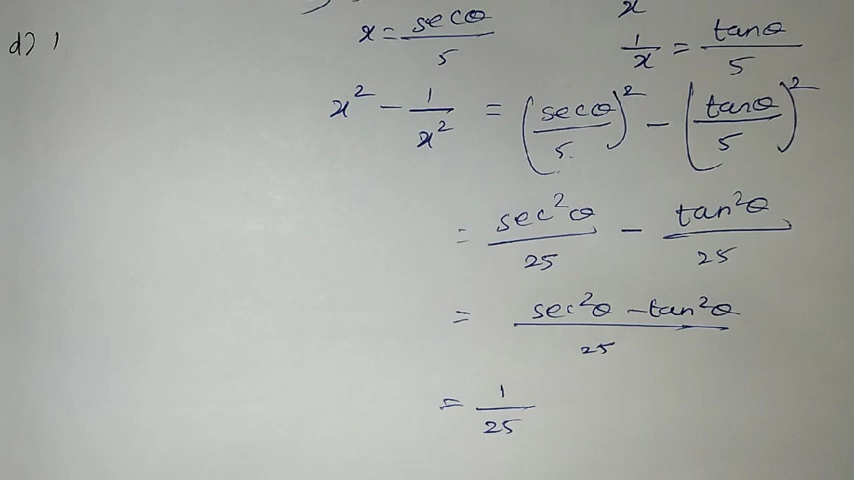 x
d) 1
x = secθ/5
1/x = tanθ/5
x² - 1/x² = (secθ/5)² - (tanθ/5)²
= sec²θ/25 - tan²θ/25
= sec²θ - tan²θ/25
= 1/25